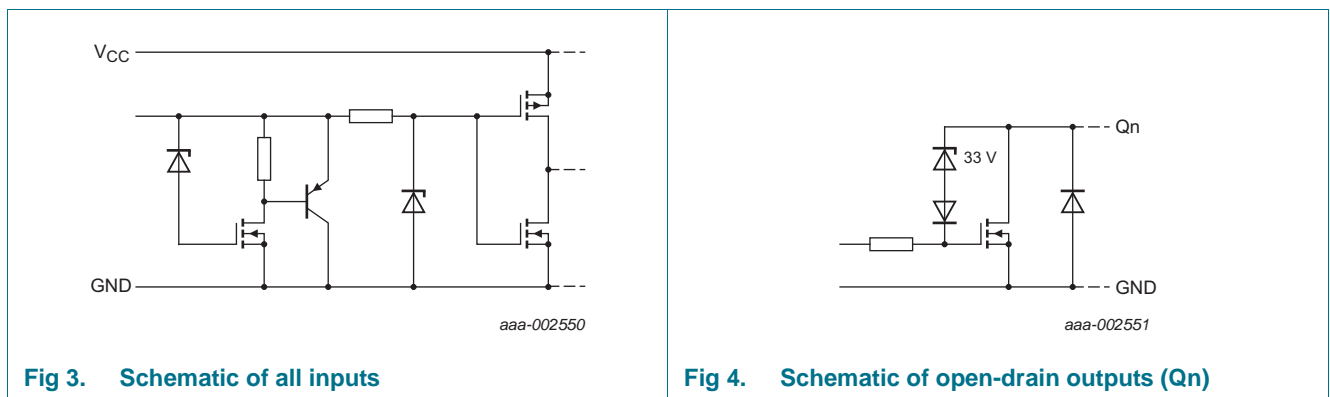 VCC
GND
aaa-002550
Fig 3. Schematic of all inputs
Qn
33 V
GND
aaa-002551
Fig 4. Schematic of open-drain outputs (Qn)